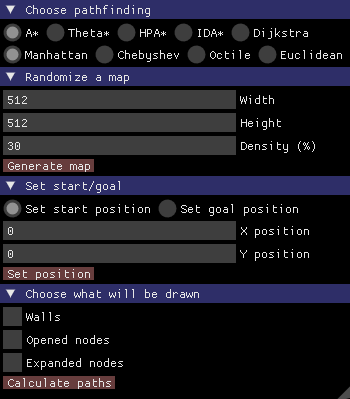 Choose pathfinding
A* Theta* HPA* IDA* Dijkstra
Manhattan Chebyshev Octile Euclidean
Randomize a map
512 Width
512 Height
30 Density (%)
Generate map
Set start/goal
Set start position Set goal position
0 X position
0 Y position
Set position
Choose what will be drawn
Walls
Opened nodes
Expanded nodes
Calculate paths